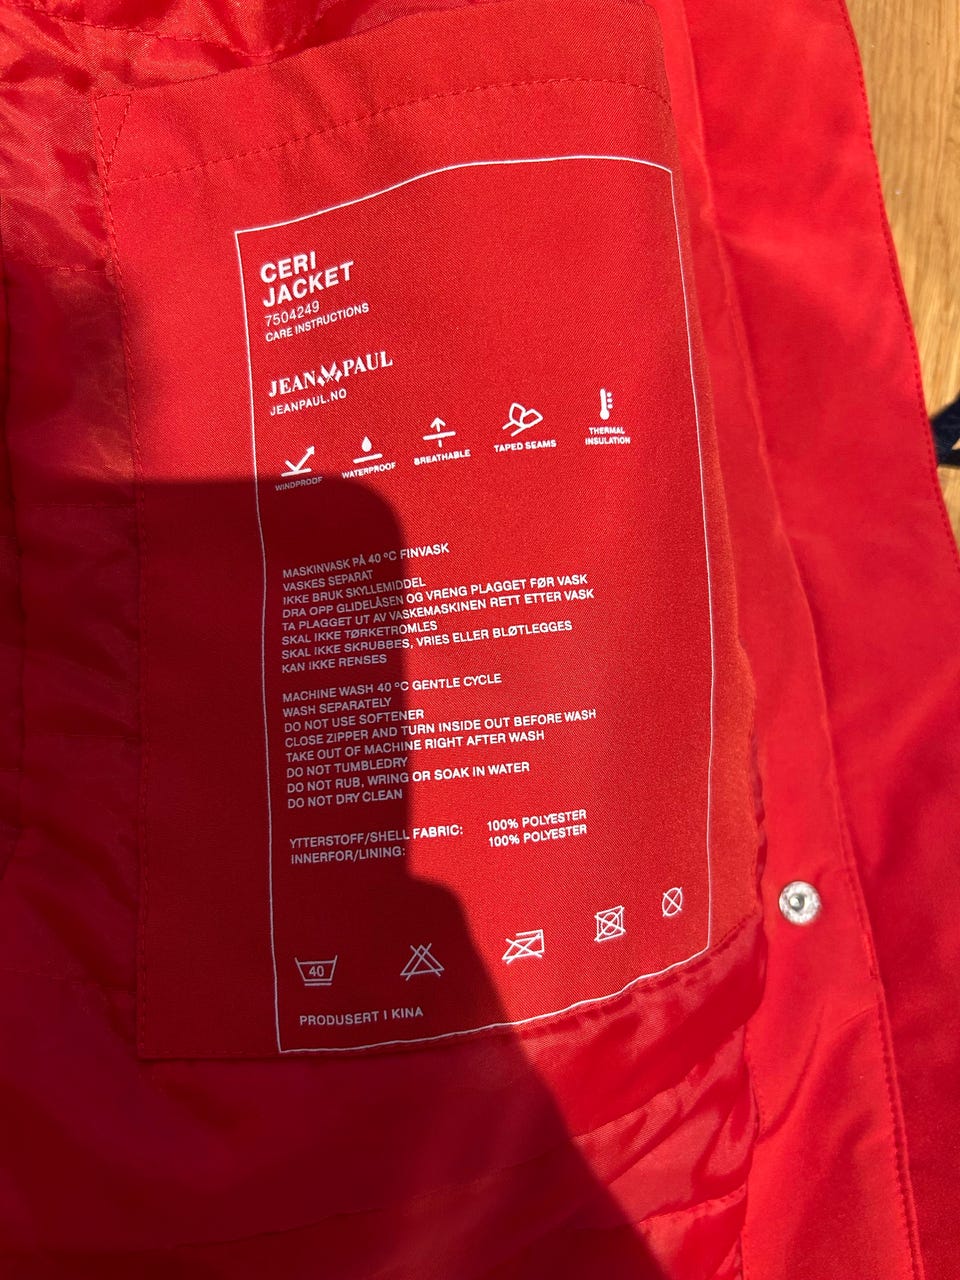 CERI
JACKET
7504249
CARE INSTRUCTIONS
JEAN PAUL
JEANPAUL.NO
WINDPROOF
WATERPROOF
BREATHABLE
TAPED SEAMS
THERMAL
INSULATION
MASKINVASK PÅ 40 °C FINVASK
VASKES SEPARAT
IKKE BRUK SKYLLEMIDDEL
DRA OPP GLIDELÅSEN OG VRENG PLAGGET FØR VASK
TA PLAGGET UT AV VASKEMASKINEN RETT ETTER VASK
SKAL IKKE TØRKETROMLES
SKAL IKKE SKRUBBES, VRIES ELLER BLØTLEGGES
KAN IKKE RENSES
MACHINE WASH 40 °C GENTLE CYCLE
WASH SEPARATELY
DO NOT USE SOFTENER
CLOSE ZIPPER AND TURN INSIDE OUT BEFORE WASH
TAKE OUT OF MACHINE RIGHT AFTER WASH
DO NOT TUMBLEDRY
DO NOT RUB, WRING OR SOAK IN WATER
DO NOT DRY CLEAN
YTTERSTOFF/SHELL FABRIC: 100% POLYESTER
INNERFOR/LINING: 100% POLYESTER
40
PRODUSERT I KINA